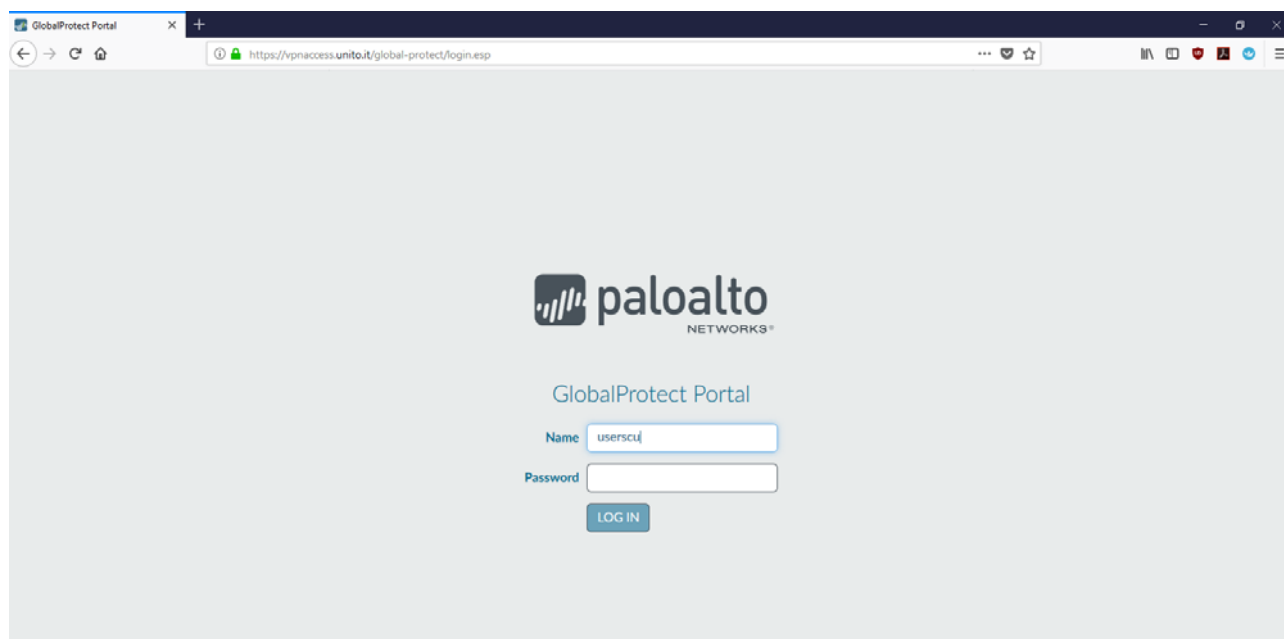 GlobalProtect Portal
https://vpnaccess.unito.it/global-protect/login.esp
paloalto
NETWORKS®
GlobalProtect Portal
Name userscu
Password
LOG IN